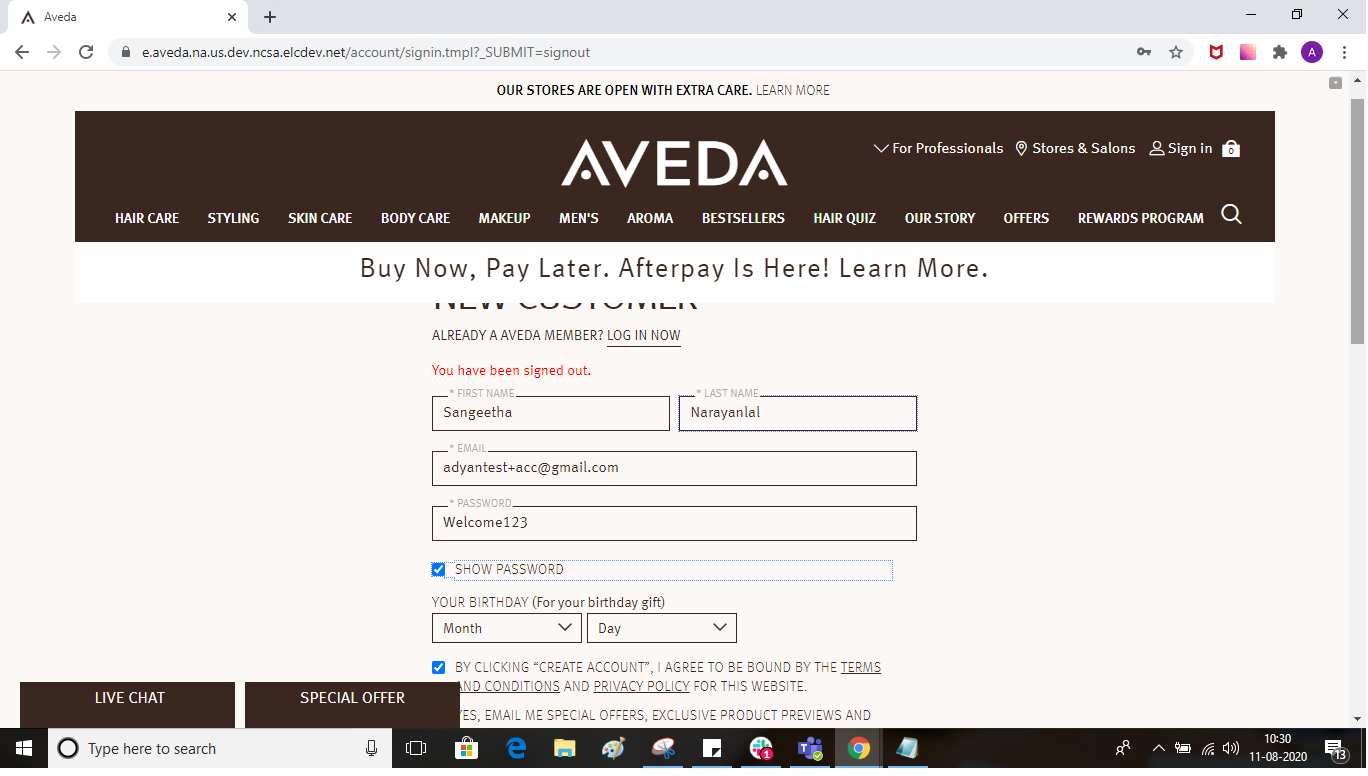 Aveda
e.aveda.na.us.dev.ncsa.elcdev.net/account/signin.tmpl?_SUBMIT=signout
A
OUR STORES ARE OPEN WITH EXTRA CARE. LEARN MORE
AVEDA
For Professionals Stores & Salons Sign in 0
HAIR CARE STYLING SKIN CARE BODY CARE MAKEUP MEN'S AROMA BESTSELLERS HAIR QUIZ OUR STORY OFFERS REWARDS PROGRAM
Buy Now, Pay Later. Afterpay Is Here! Learn More.
NEW CUSTOMER
ALREADY A AVEDA MEMBER? LOG IN NOW
You have been signed out.
* FIRST NAME * LAST NAME
Sangeetha Narayanlal
* EMAIL
adyantest+acc@gmail.com
* PASSWORD
Welcome123
SHOW PASSWORD
YOUR BIRTHDAY (For your birthday gift)
Month Day
BY CLICKING “CREATE ACCOUNT”, I AGREE TO BE BOUND BY THE TERMS
AND CONDITIONS AND PRIVACY POLICY FOR THIS WEBSITE.
YES, EMAIL ME SPECIAL OFFERS, EXCLUSIVE PRODUCT PREVIEWS AND
LIVE CHAT SPECIAL OFFER
Type here to search
1
10:30
11-08-2020
13